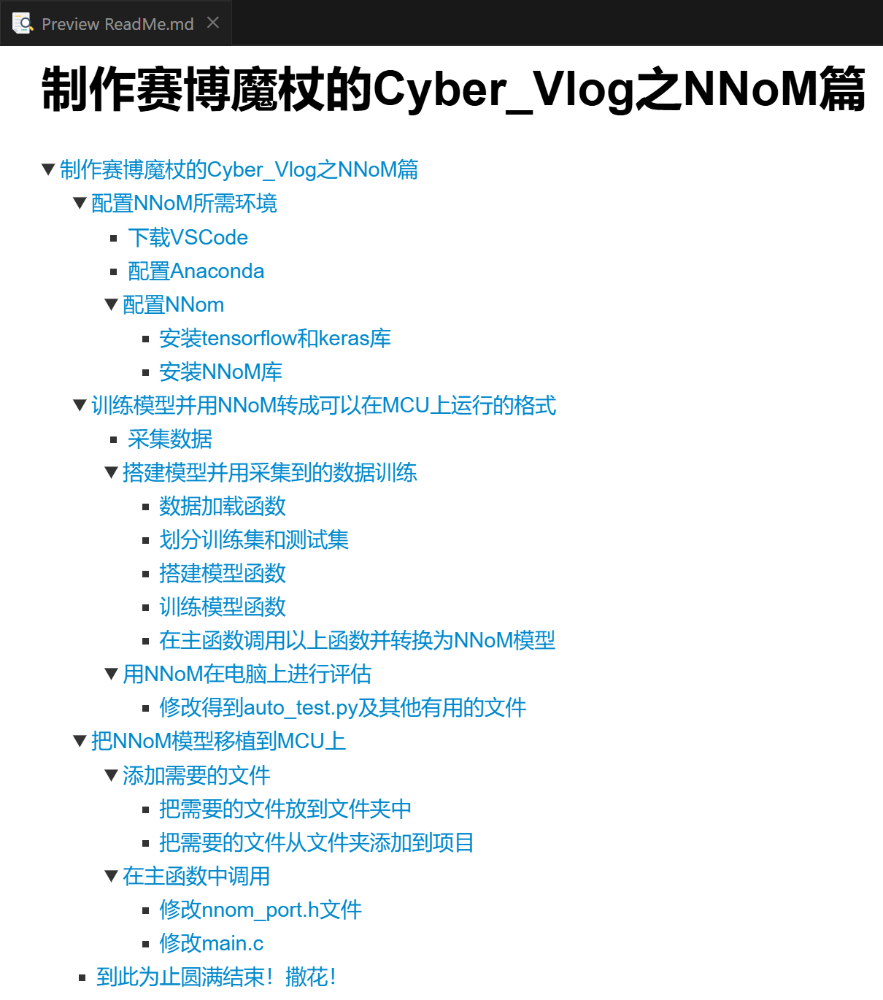 Preview ReadMe.md
制作赛博魔杖的Cyber_Vlog之NNoM篇
制作赛博魔杖的Cyber_Vlog之NNoM篇
配置NNoM所需环境
下载VSCode
配置Anaconda
配置NNom
安装tensorflow和keras库
安装NNoM库
训练模型并用NNoM转成可以在MCU上运行的格式
采集数据
搭建模型并用采集到的数据训练
数据加载函数
划分训练集和测试集
搭建模型函数
训练模型函数
在主函数调用以上函数并转换为NNoM模型
用NNoM在电脑上进行评估
修改得到auto_test.py及其他有用的文件
把NNoM模型移植到MCU上
添加需要的文件
把需要的文件放到文件夹中
把需要的文件从文件夹添加到项目
在主函数中调用
修改nnom_port.h文件
修改main.c
到此为止圆满结束！撒花！